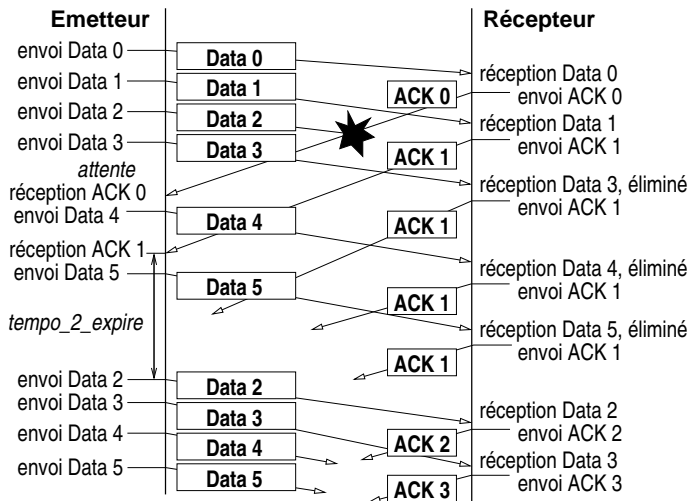 Emetteur
Récepteur
envoi Data 0
Data 0
réception Data 0
envoi Data 1
Data 1
ACK 0
envoi ACK 0
envoi Data 2
Data 2
réception Data 1
envoi Data 3
Data 3
ACK 1
envoi ACK 1
attente
réception ACK 0
réception Data 3, éliminé
envoi Data 4
Data 4
ACK 1
envoi ACK 1
réception ACK 1
envoi Data 5
Data 5
réception Data 4, éliminé
ACK 1
envoi ACK 1
tempo_2_expire
réception Data 5, éliminé
ACK 1
envoi ACK 1
envoi Data 2
Data 2
envoi Data 3
Data 3
réception Data 2
envoi Data 4
Data 4
ACK 2
envoi ACK 2
envoi Data 5
Data 5
réception Data 3
ACK 3
envoi ACK 3